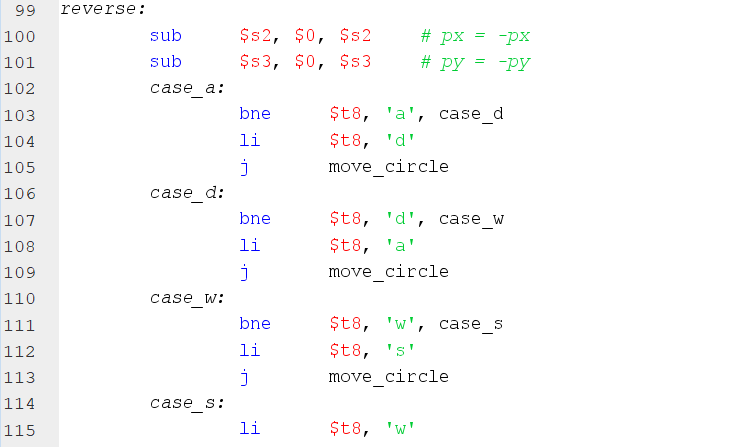 99 reverse:
100 sub $s2, $0, $s2 # px = -px
101 sub $s3, $0, $s3 # py = -py
102 case_a:
103 bne $t8, 'a', case_d
104 li $t8, 'd'
105 j move_circle
106 case_d:
107 bne $t8, 'd', case_w
108 li $t8, 'a'
109 j move_circle
110 case_w:
111 bne $t8, 'w', case_s
112 li $t8, 's'
113 j move_circle
114 case_s:
115 li $t8, 'w'